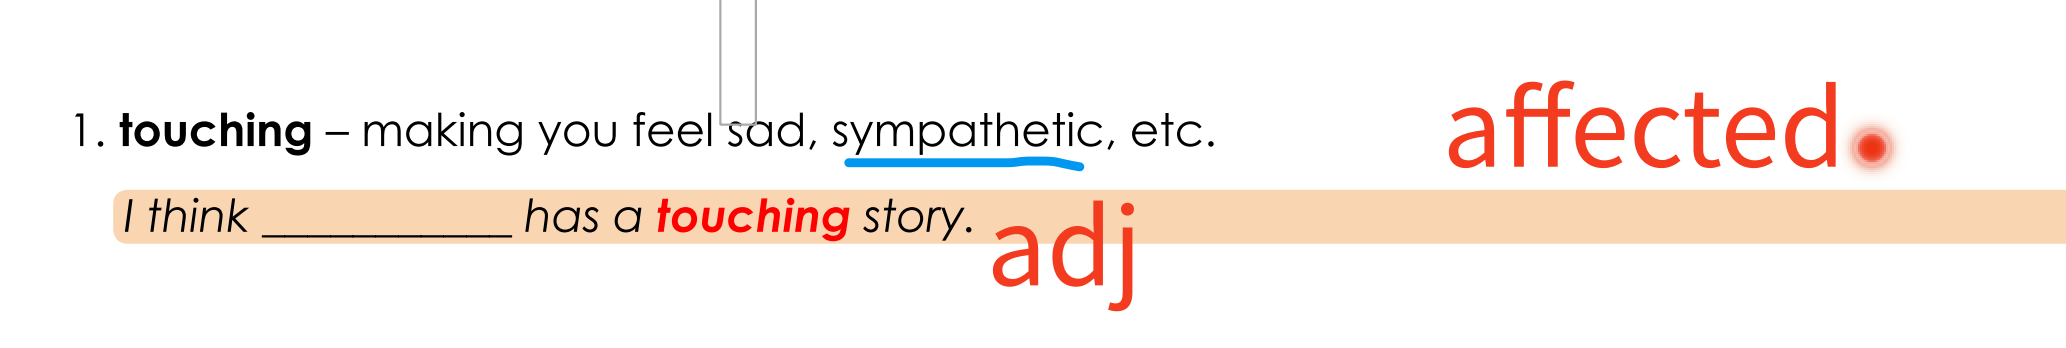 1. touching – making you feel sad, sympathetic, etc.
affected
I think ___________ has a touching story.
adj